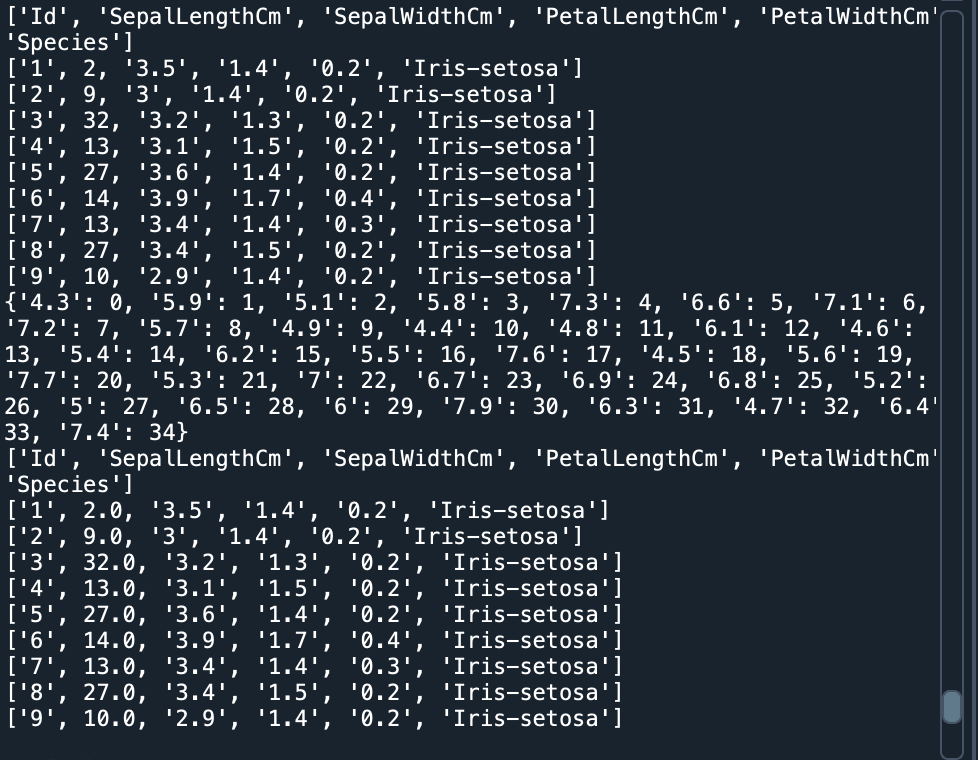 ['Id', 'SepalLengthCm', 'SepalWidthCm', 'PetalLengthCm', 'PetalWidthCm'
'Species']
['1', 2, '3.5', '1.4', '0.2', 'Iris-setosa']
['2', 9, '3', '1.4', '0.2', 'Iris-setosa']
['3', 32, '3.2', '1.3', '0.2', 'Iris-setosa']
['4', 13, '3.1', '1.5', '0.2', 'Iris-setosa']
['5', 27, '3.6', '1.4', '0.2', 'Iris-setosa']
['6', 14, '3.9', '1.7', '0.4', 'Iris-setosa']
['7', 13, '3.4', '1.4', '0.3', 'Iris-setosa']
['8', 27, '3.4', '1.5', '0.2', 'Iris-setosa']
['9', 10, '2.9', '1.4', '0.2', 'Iris-setosa']
{'4.3': 0, '5.9': 1, '5.1': 2, '5.8': 3, '7.3': 4, '6.6': 5, '7.1': 6,
'7.2': 7, '5.7': 8, '4.9': 9, '4.4': 10, '4.8': 11, '6.1': 12, '4.6':
13, '5.4': 14, '6.2': 15, '5.5': 16, '7.6': 17, '4.5': 18, '5.6': 19,
'7.7': 20, '5.3': 21, '7': 22, '6.7': 23, '6.9': 24, '6.8': 25, '5.2':
26, '5': 27, '6.5': 28, '6': 29, '7.9': 30, '6.3': 31, '4.7': 32, '6.4'
33, '7.4': 34}
['Id', 'SepalLengthCm', 'SepalWidthCm', 'PetalLengthCm', 'PetalWidthCm'
'Species']
['1', 2.0, '3.5', '1.4', '0.2', 'Iris-setosa']
['2', 9.0, '3', '1.4', '0.2', 'Iris-setosa']
['3', 32.0, '3.2', '1.3', '0.2', 'Iris-setosa']
['4', 13.0, '3.1', '1.5', '0.2', 'Iris-setosa']
['5', 27.0, '3.6', '1.4', '0.2', 'Iris-setosa']
['6', 14.0, '3.9', '1.7', '0.4', 'Iris-setosa']
['7', 13.0, '3.4', '1.4', '0.3', 'Iris-setosa']
['8', 27.0, '3.4', '1.5', '0.2', 'Iris-setosa']
['9', 10.0, '2.9', '1.4', '0.2', 'Iris-setosa']